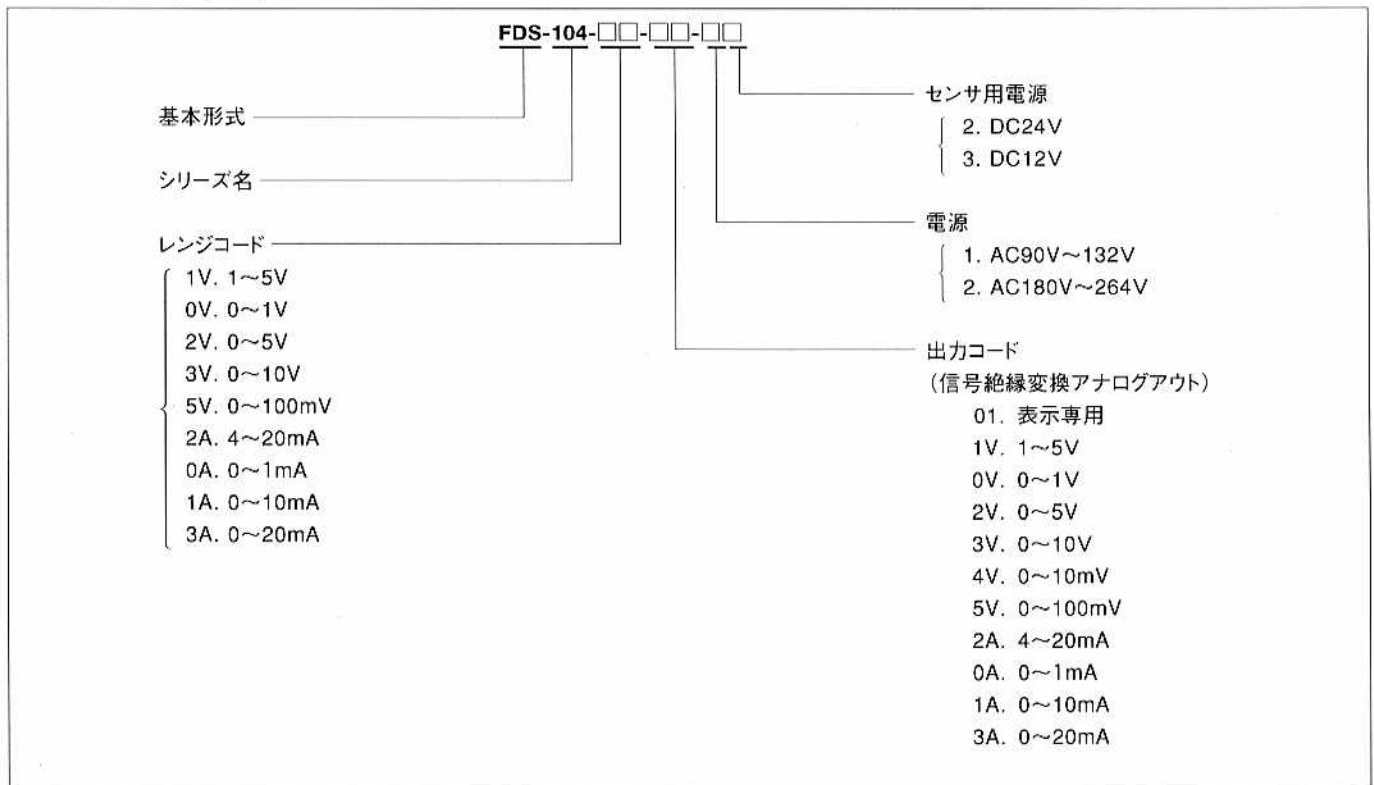 FDS-104-□□-□□-□□
基本形式
シリーズ名
レンジコード
1V. 1～5V
0V. 0～1V
2V. 0～5V
3V. 0～10V
5V. 0～100mV
2A. 4～20mA
0A. 0～1mA
1A. 0～10mA
3A. 0～20mA
センサ用電源
2. DC24V
3. DC12V
電源
1. AC90V～132V
2. AC180V～264V
出力コード
（信号絶縁変換アナログアウト）
01. 表示専用
1V. 1～5V
0V. 0～1V
2V. 0～5V
3V. 0～10V
4V. 0～10mV
5V. 0～100mV
2A. 4～20mA
0A. 0～1mA
1A. 0～10mA
3A. 0～20mA